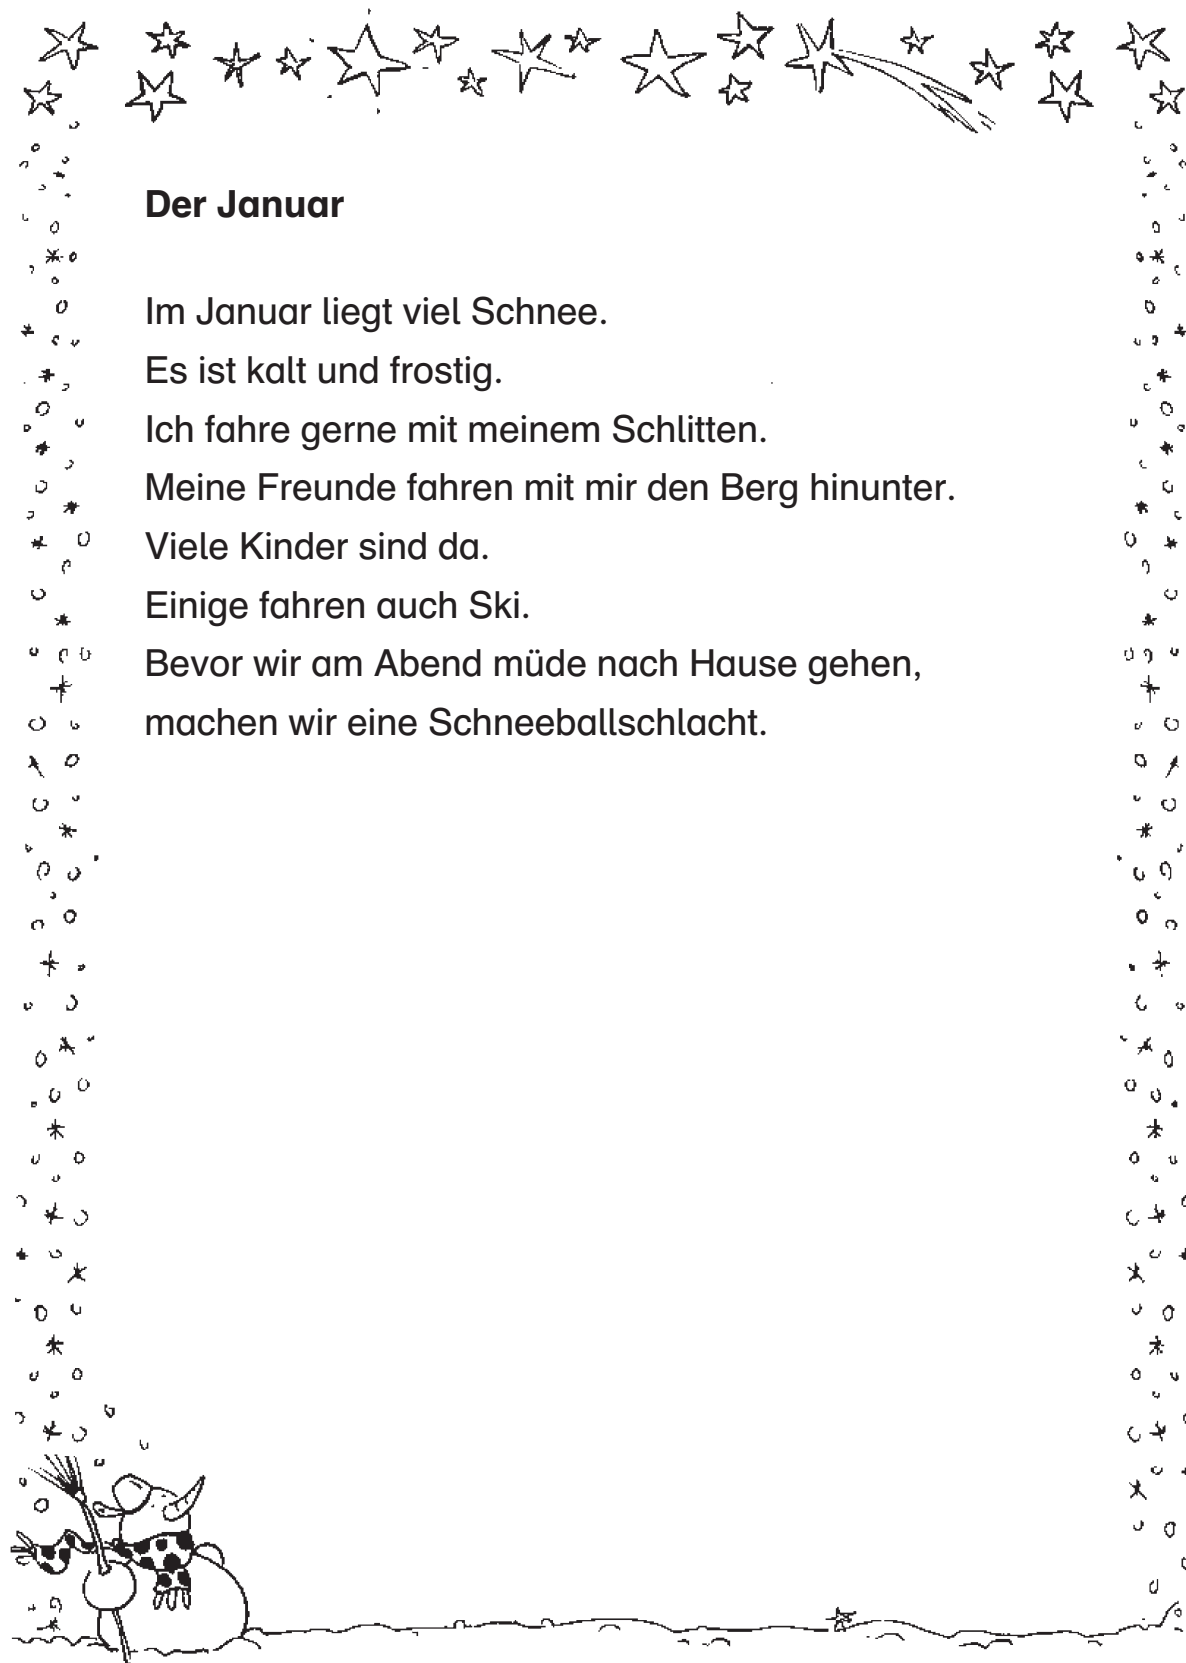 Der Januar
Im Januar liegt viel Schnee.
Es ist kalt und frostig.
Ich fahre gerne mit meinem Schlitten.
Meine Freunde fahren mit mir den Berg hinunter.
Viele Kinder sind da.
Einige fahren auch Ski.
Bevor wir am Abend müde nach Hause gehen,
machen wir eine Schneeballschlacht.